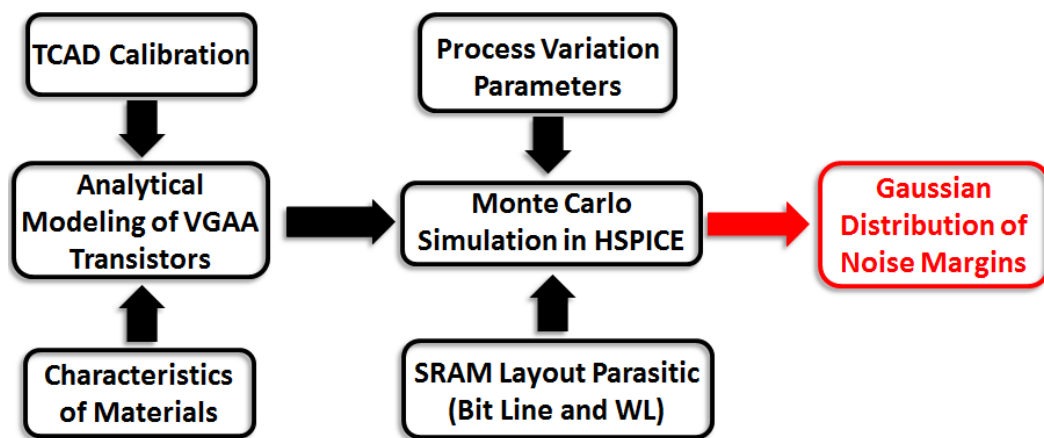 TCAD Calibration
Process Variation
Parameters
Analytical
Modeling of VGAA
Transistors
Monte Carlo
Simulation in HSPICE
Gaussian
Distribution of
Noise Margins
Characteristics
of Materials
SRAM Layout Parasitic
(Bit Line and WL)